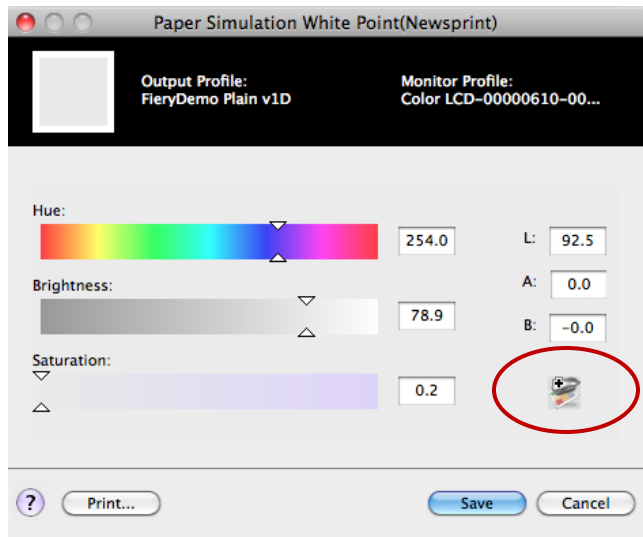 Paper Simulation White Point(Newsprint)
Output Profile:
FieryDemo Plain v1D
Monitor Profile:
Color LCD-00000610-00...
Hue:
254.0
L: 92.5
A: 0.0
Brightness:
78.9
B: -0.0
Saturation:
0.2
? Print... Save Cancel